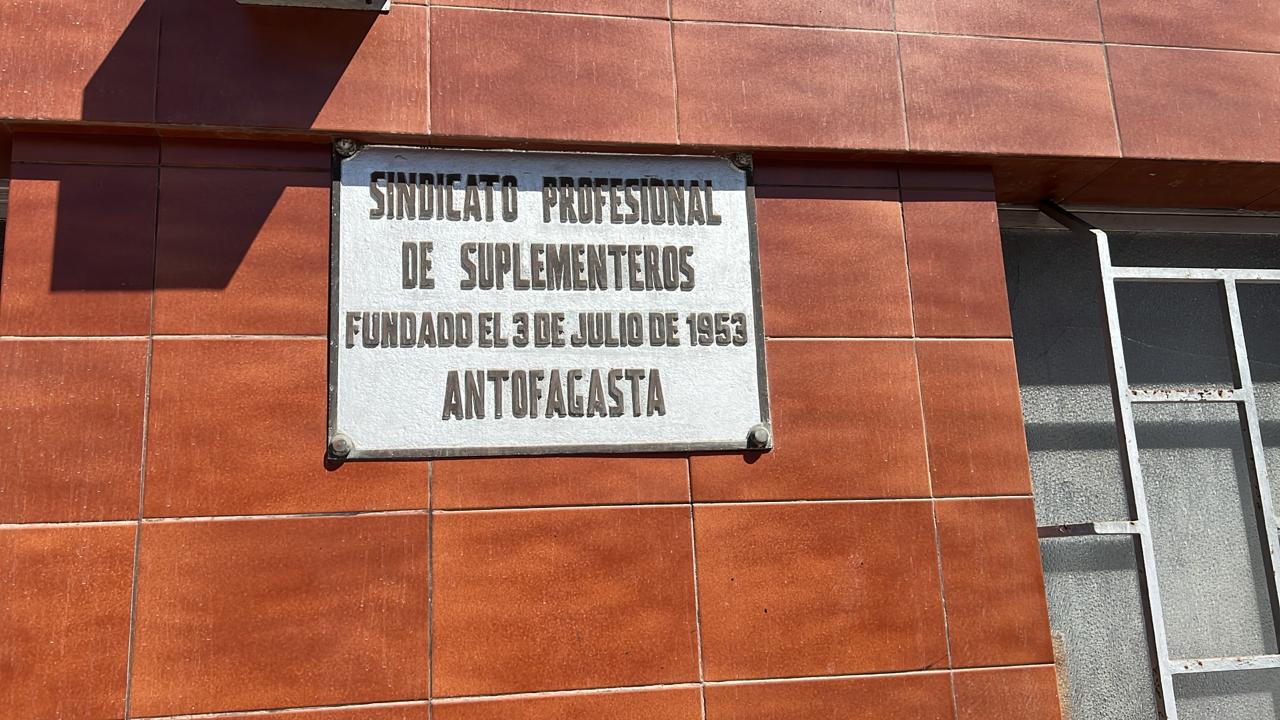 SINDICATO PROFESIONAL
DE SUPLEMENTEROS
FUNDADO EL 3 DE JULIO DE 1953
ANTOFAGASTA